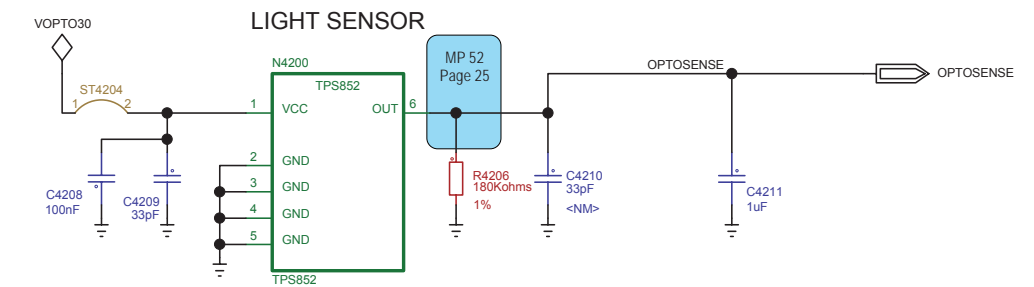 LIGHT SENSOR
VOPTO30
ST4204
1 2
C4208
100nF
C4209
33pF
N4200
TPS852
1 VCC
OUT 6
2 GND
3 GND
4 GND
5 GND
TPS852
MP 52
Page 25
R4206
180Kohms
1%
C4210
33pF
<NM>
OPTOSENSE
C4211
1uF
OPTOSENSE